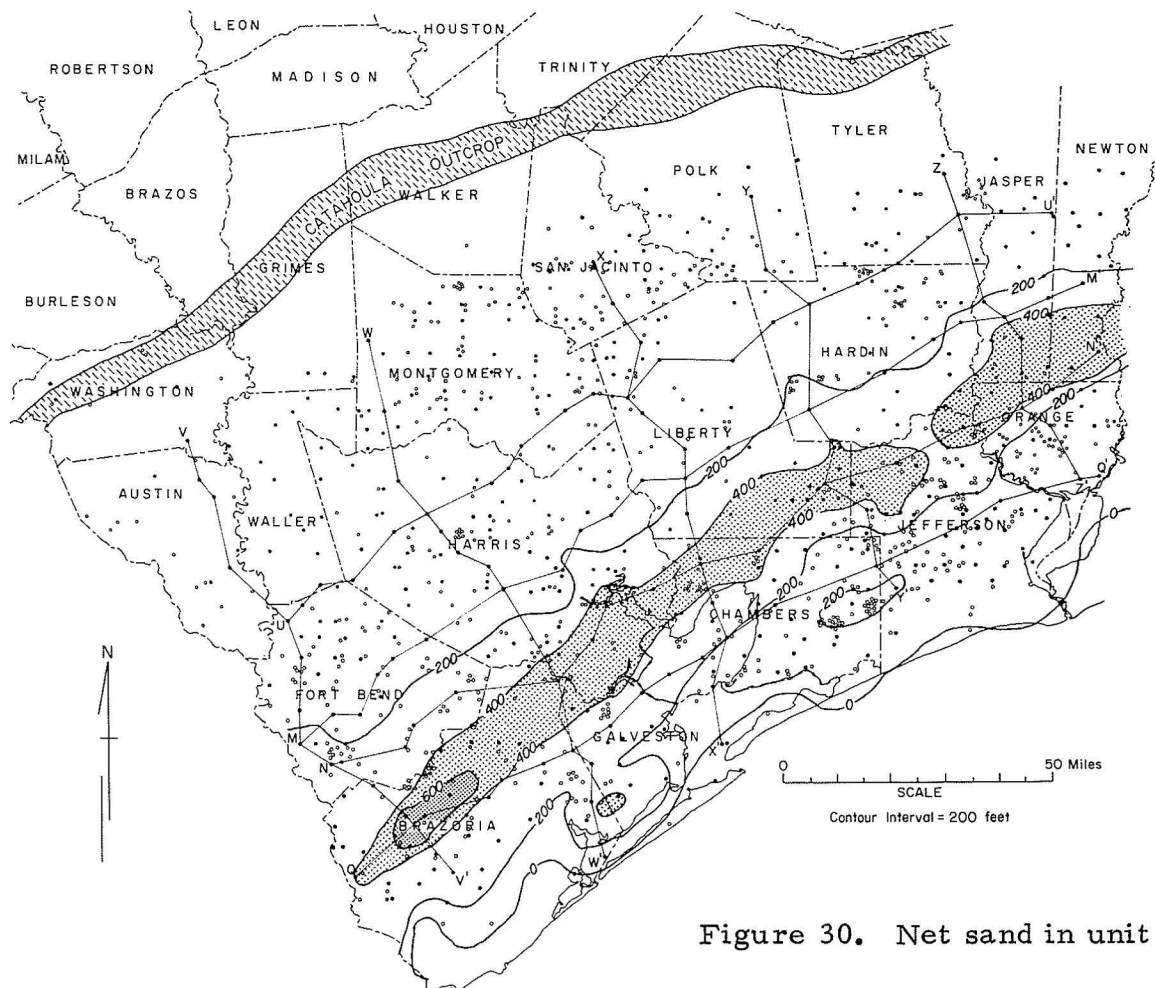 LEON
HOUSTON
ROBERTSON
MADISON
TRINITY
TYLER
MILAM
POLK
NEWTON
BRAZOS
CATAHOULA OUTCROP
WALKER
Y
Z
JASPER
U'
GRIMES
X
SAN JACINTO
200
M'
BURLESON
400
W
HARDIN
N'
WASHINGTON
MONTGOMERY
400
200
ORANGE
V
LIBERTY
200
400
Q'
AUSTIN
Z'
WALLER
400
JEFFERSON
0
HARRIS
200
200
Y'
U
CHAMBERS
N
200
FORT BEND
400
0
M
GALVESTON
X'
N
400
0
50 Miles
600
SCALE
200
Contour Interval = 200 feet
BRAZORIA
W'
Q
V'
0
Figure 30. Net sand in unit